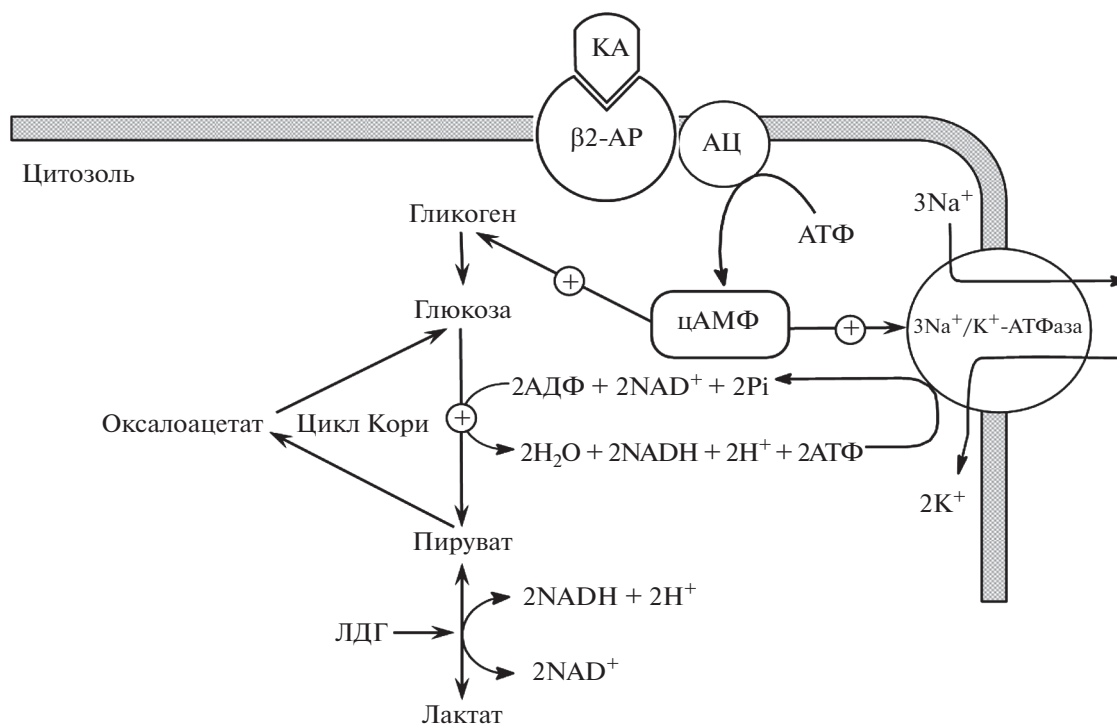 КА
β2-АР
АЦ
Цитозоль
Гликоген
АТФ
3Na⁺
Глюкоза
+
цАМФ
+
3Na⁺/K⁺-АТФаза
2АДФ + 2NAD⁺ + 2Pi
Оксалоацетат
Цикл Кори
+
2H₂O + 2NADH + 2H⁺ + 2АТФ
2K⁺
Пируват
2NADH + 2H⁺
ЛДГ
2NAD⁺
Лактат